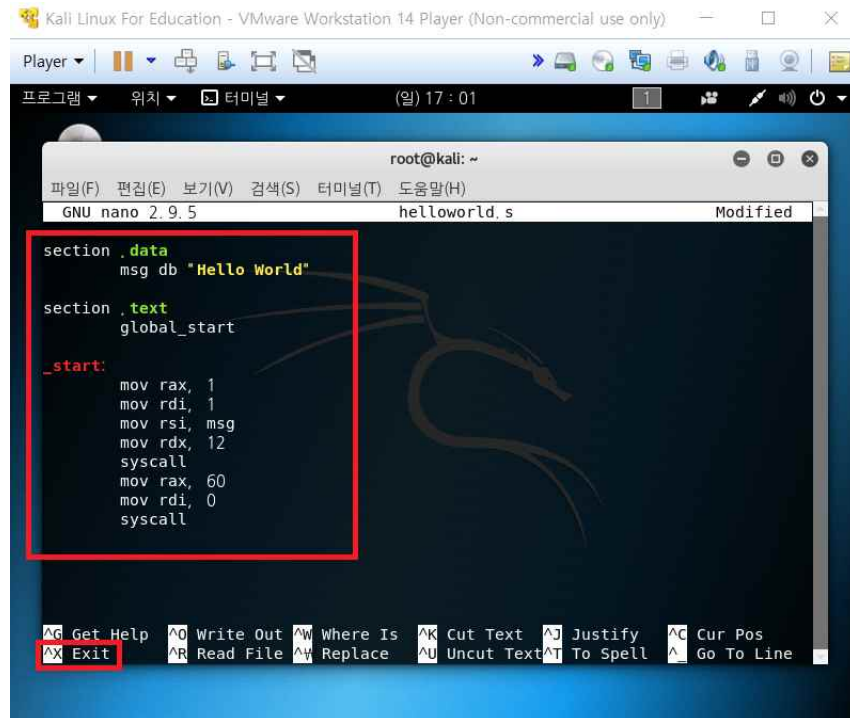 Kali Linux For Education - VMware Workstation 14 Player (Non-commercial use only)
Player
프로그램 위치 터미널 (일) 17 : 01 1
root@kali: ~
파일(F) 편집(E) 보기(V) 검색(S) 터미널(T) 도움말(H)
GNU nano 2.9.5 helloworld.s Modified
section .data
msg db "Hello World"
section .text
global_start
_start:
mov rax, 1
mov rdi, 1
mov rsi, msg
mov rdx, 12
syscall
mov rax, 60
mov rdi, 0
syscall
^G Get Help ^O Write Out ^W Where Is ^K Cut Text ^J Justify ^C Cur Pos
^X Exit ^R Read File ^₩ Replace ^U Uncut Text ^T To Spell ^_ Go To Line